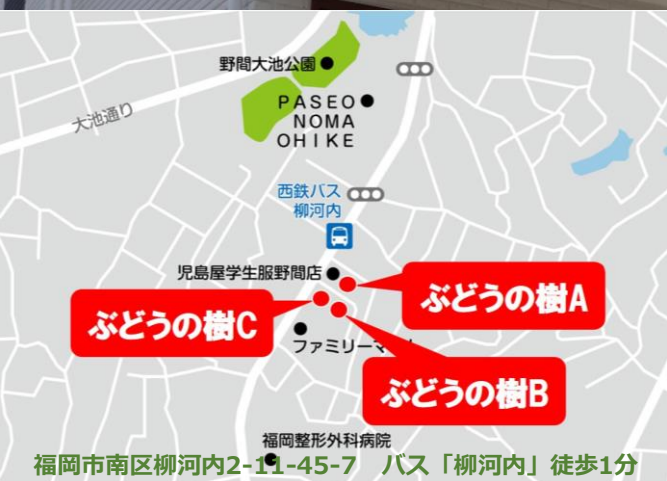 野間大池公園
大池通り
PASEO
NOMA
OHIKE
西鉄バス
柳河内
児島屋学生服野間店
ぶどうの樹A
ぶどうの樹C
ファミリーマ
ぶどうの樹B
福岡整形外科病院
福岡市南区柳河内2-11-45-7 バス「柳河内」徒歩1分